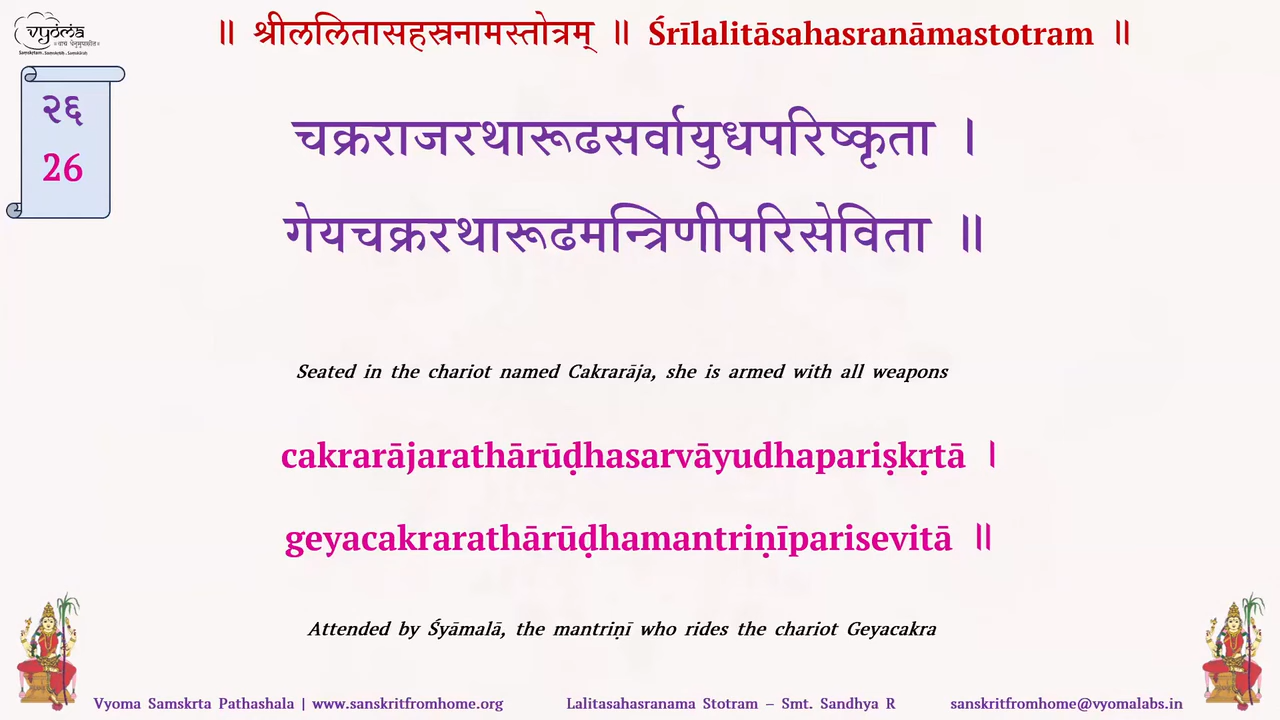 vyoma
॥ श्रीललितासहस्रनामस्तोत्रम् ॥ Śrīlalitāsahasranāmastotram ॥
२६
26
चक्रराजरथारूढसर्वायुधपरिष्कृता ।
गेयचक्ररथारूढमन्त्रिणीपरिसेविता ॥
Seated in the chariot named Cakrarāja, she is armed with all weapons
cakrarājarathārūḍhasarvāyudhapariṣkṛtā ।
geyacakrarathārūḍhamantriṇīparisevitā ॥
Attended by Śyāmalā, the mantriṇī who rides the chariot Geyacakra
Vyoma Samskrta Pathashala | www.sanskritfromhome.org Lalitasahasranama Stotram – Smt. Sandhya R sanskritfromhome@vyomalabs.in